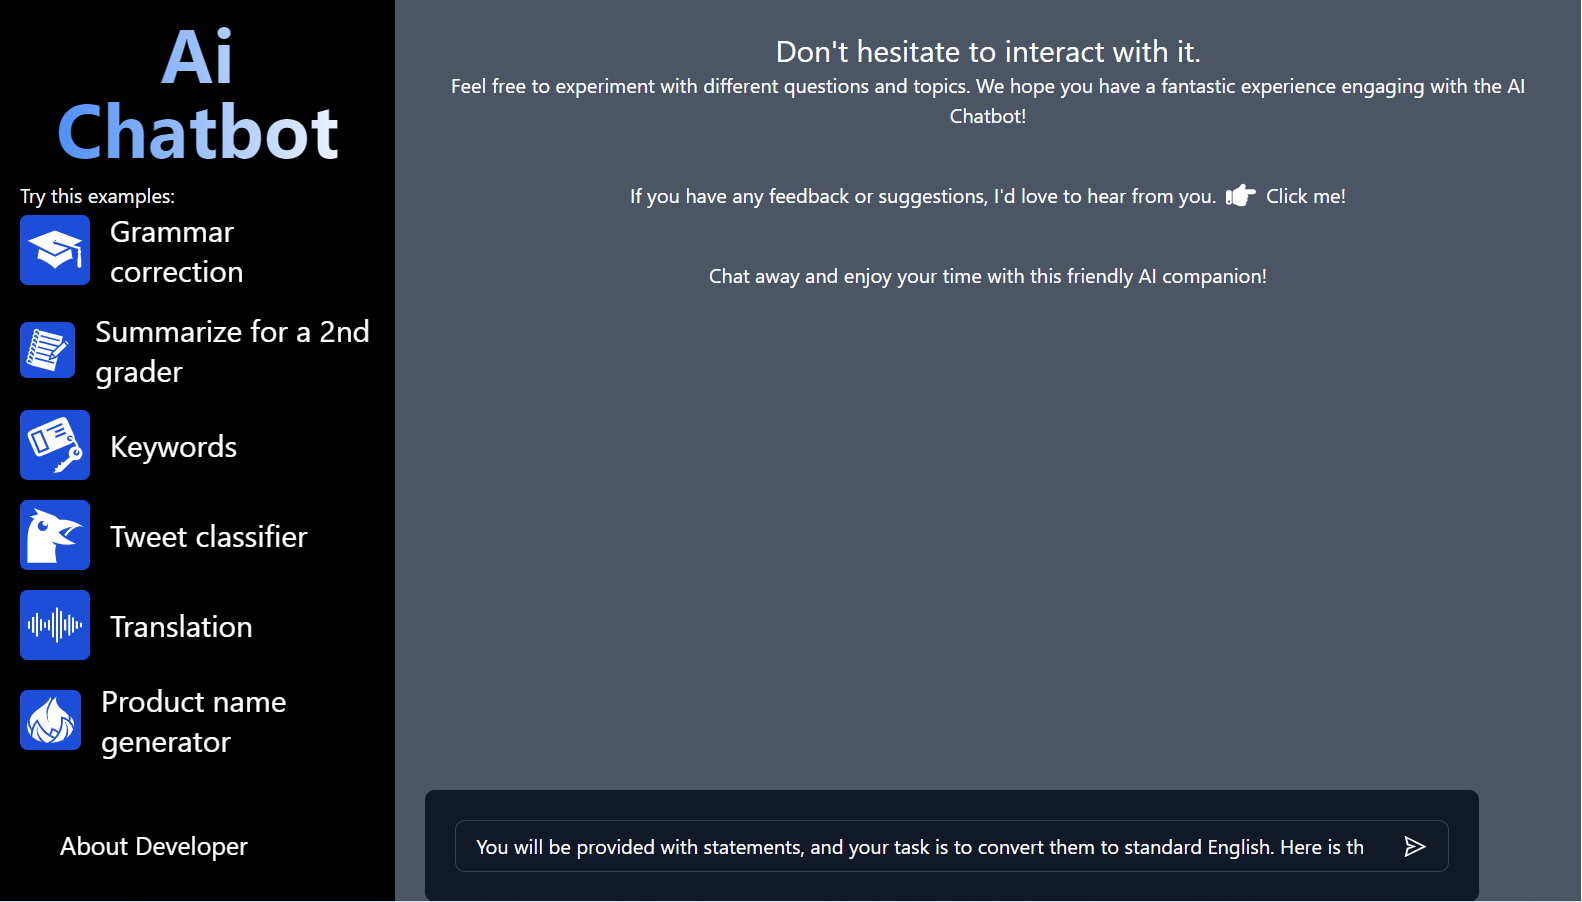 Ai
Chatbot
Try this examples:
Grammar
correction
Summarize for a 2nd
grader
Keywords
Tweet classifier
Translation
Product name
generator
About Developer
Don't hesitate to interact with it.
Feel free to experiment with different questions and topics. We hope you have a fantastic experience engaging with the AI
Chatbot!
If you have any feedback or suggestions, I'd love to hear from you. Click me!
Chat away and enjoy your time with this friendly AI companion!
You will be provided with statements, and your task is to convert them to standard English. Here is th